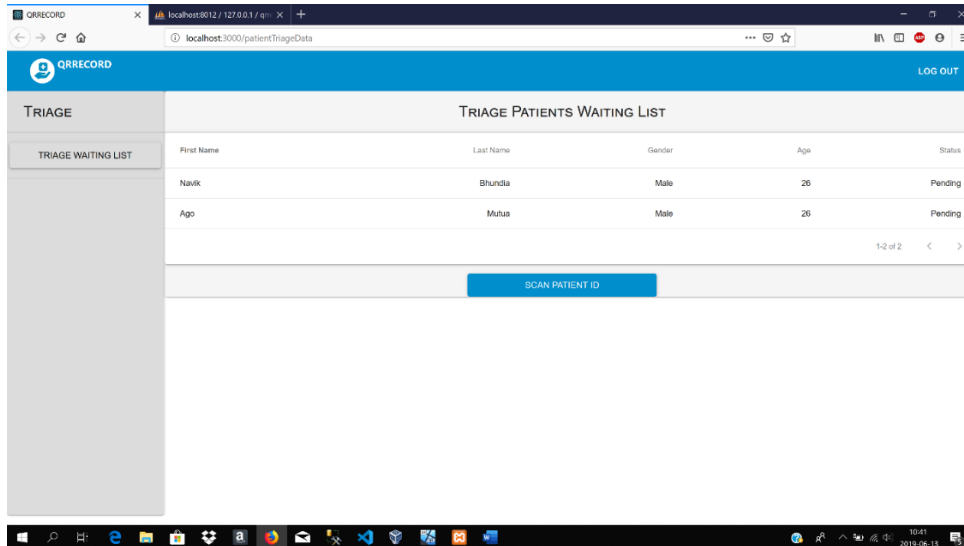 QRRECORD
localhost:8012 / 127.0.0.1 /
localhost:3000/patientTriageData
QRRECORD
LOG OUT
TRIAGE
TRIAGE PATIENTS WAITING LIST
TRIAGE WAITING LIST
First Name Last Name Gender Age Status
Navik Bhundia Male 26 Pending
Ago Mutua Male 26 Pending
1-2 of 2
SCAN PATIENT ID
10:41
2019-06-13